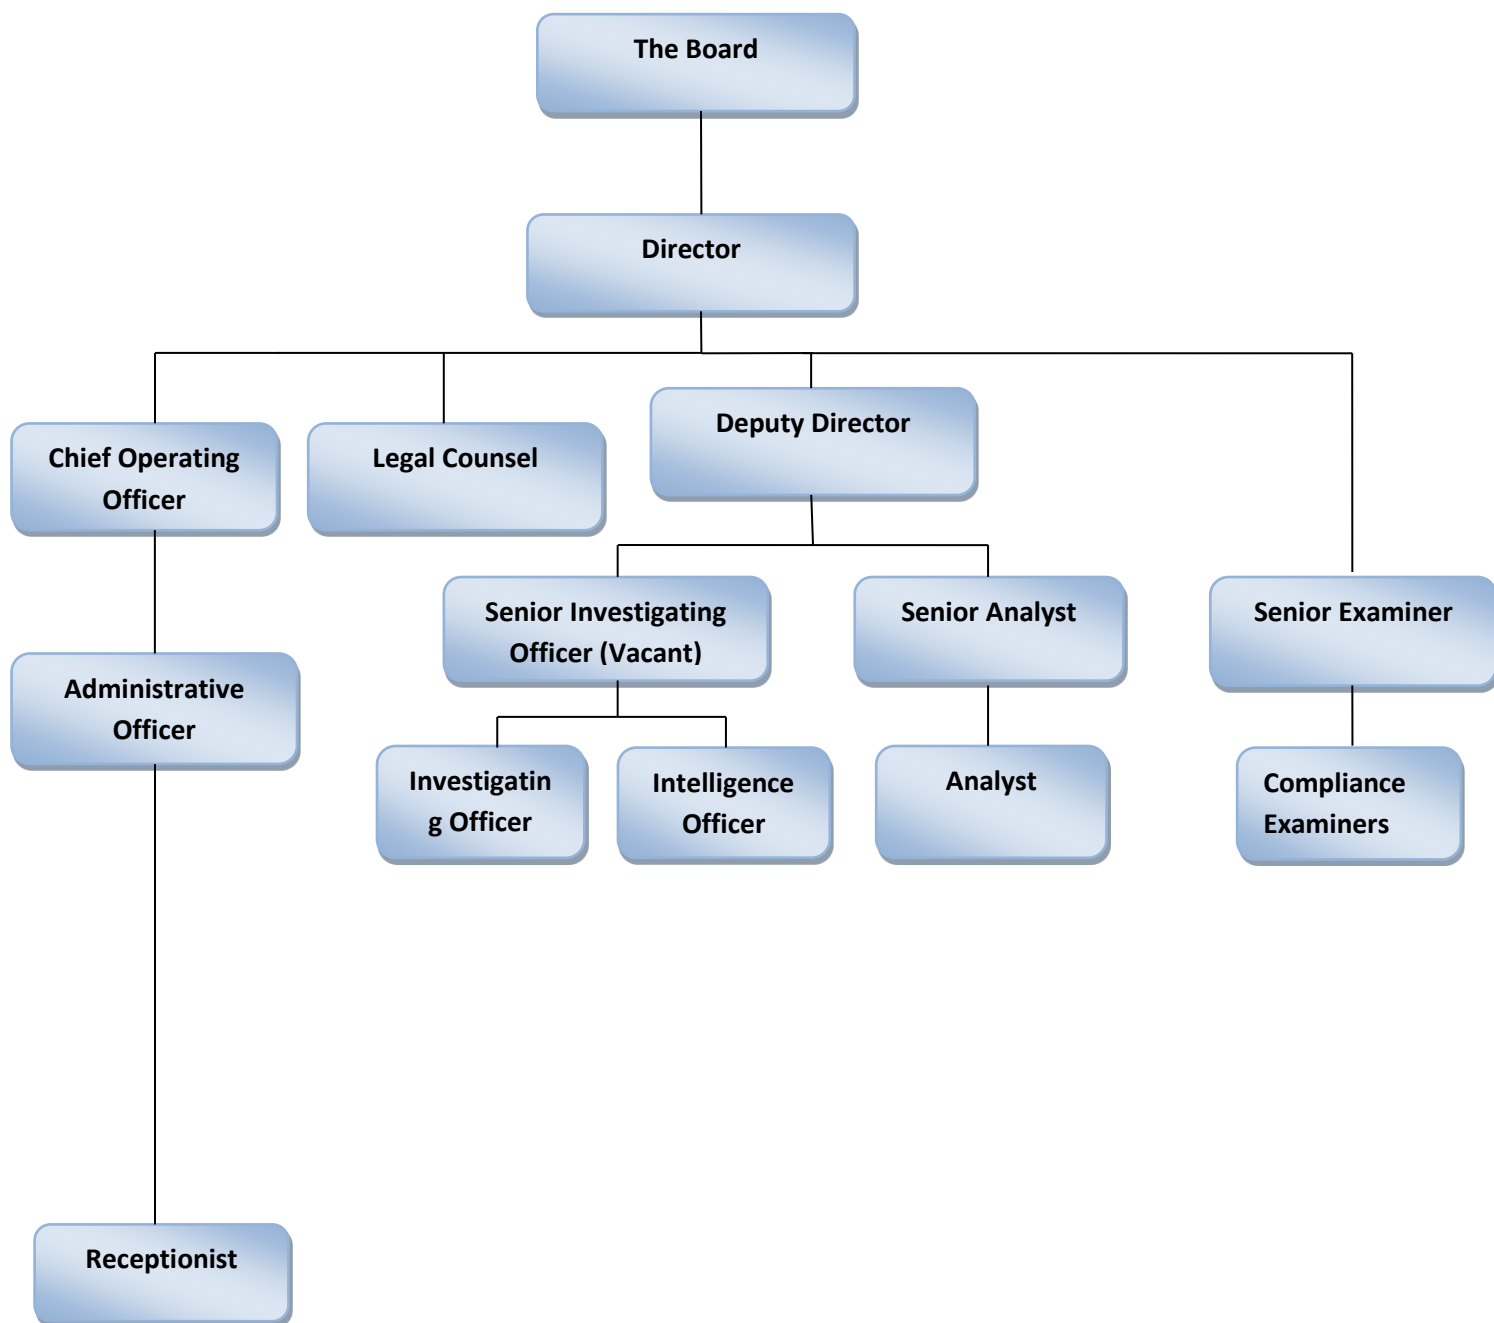 The Board
Director
Deputy Director
Chief Operating
Officer
Legal Counsel
Senior Investigating
Officer (Vacant)
Senior Analyst
Senior Examiner
Administrative
Officer
Investigatin
g Officer
Intelligence
Officer
Analyst
Compliance
Examiners
Receptionist